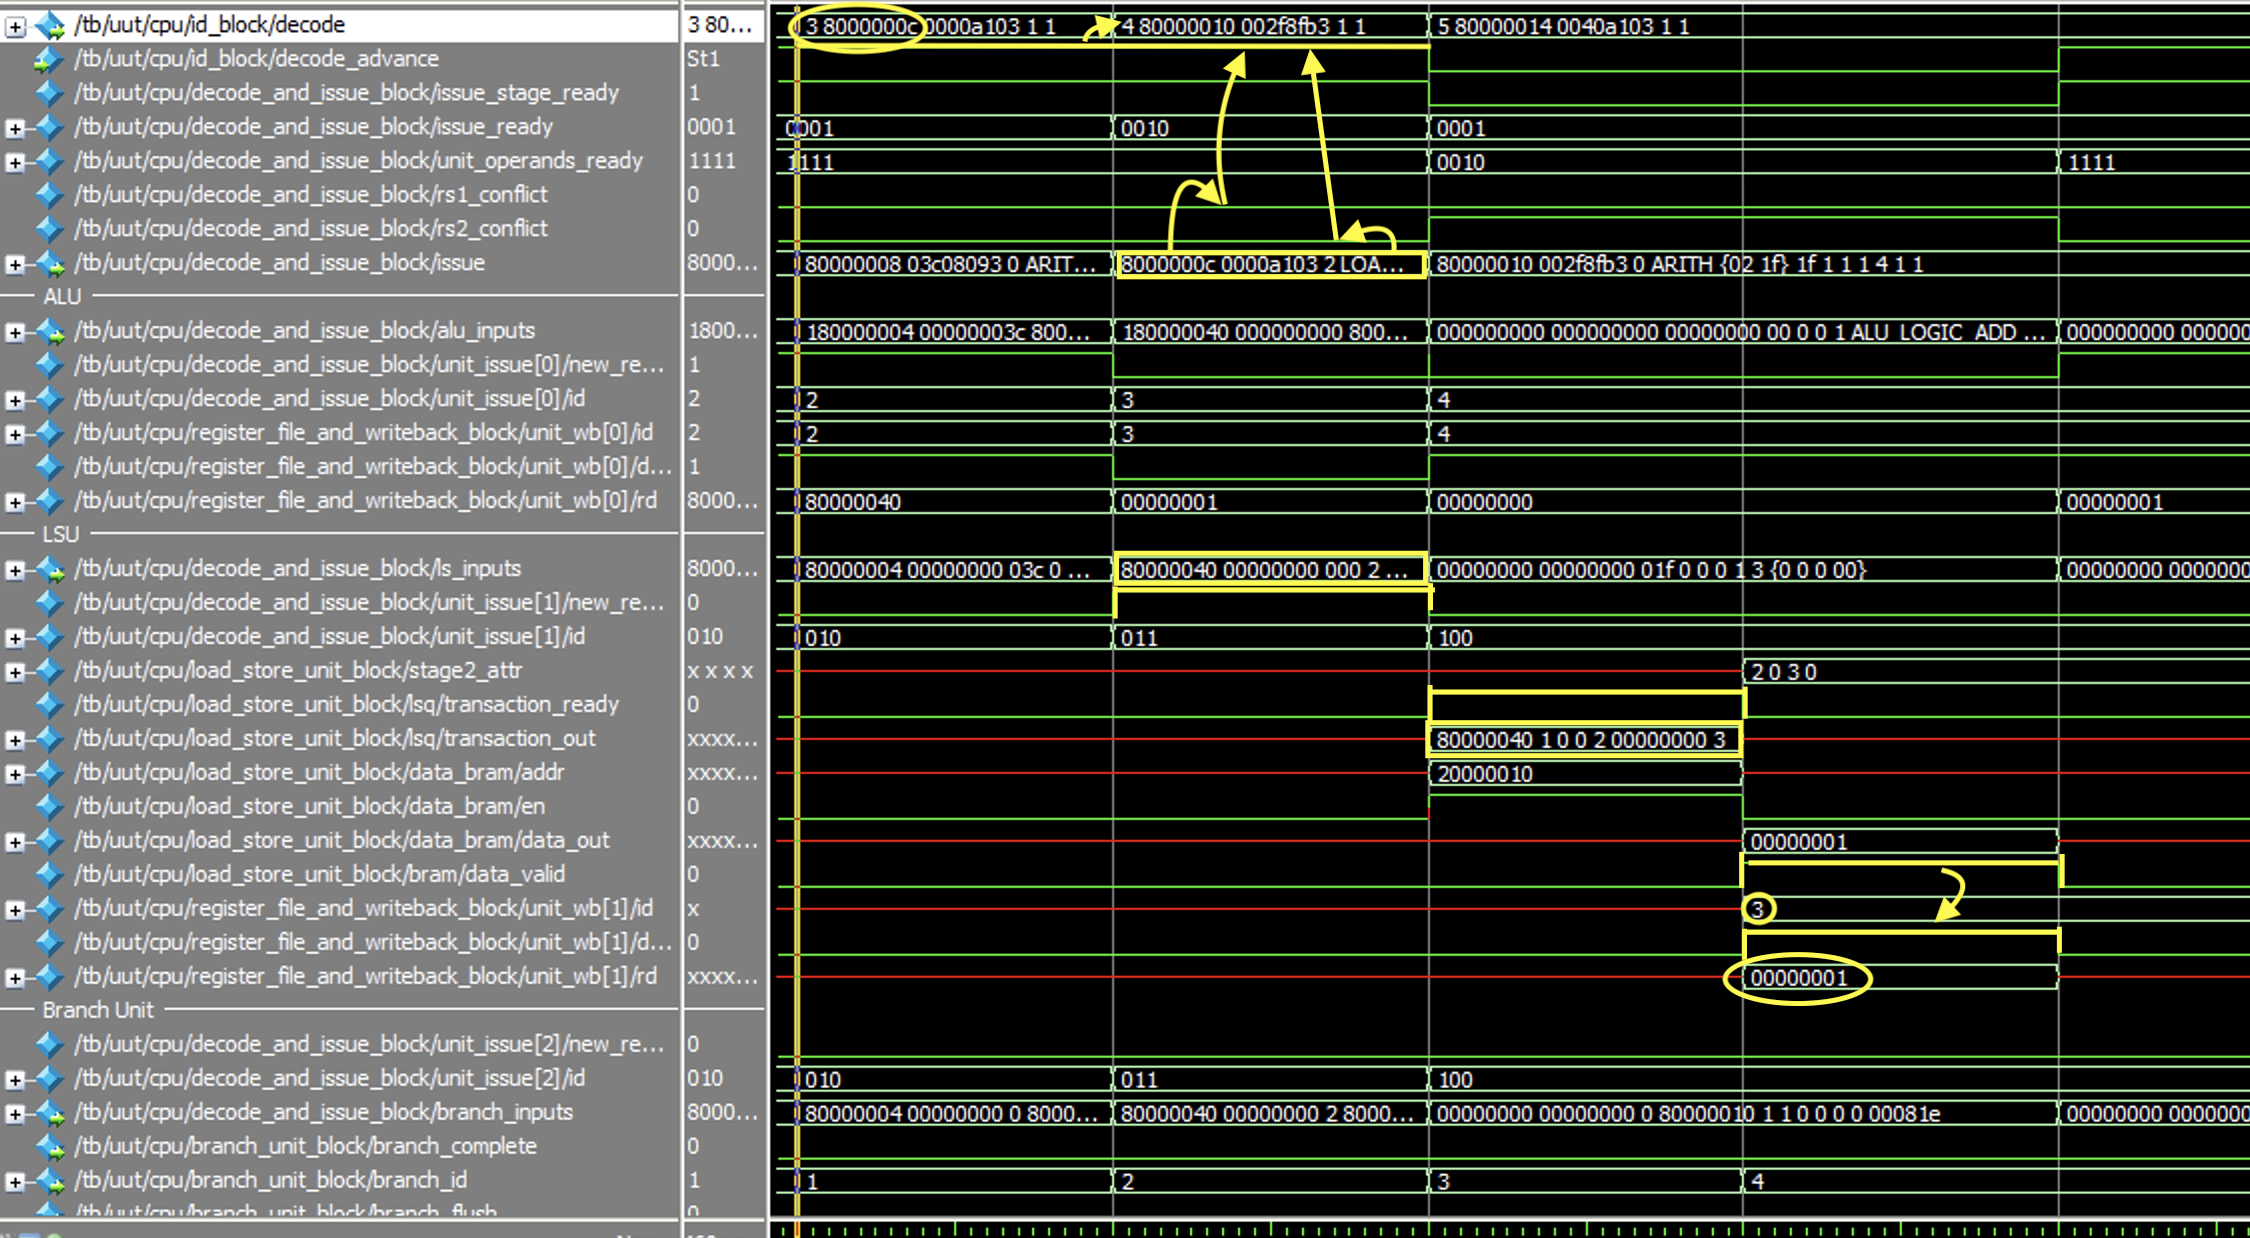 /tb/uut/cpu/id_block/decode 3 80... 3 8000000c 0000a103 1 1 4 80000010 002f8fb3 1 1 5 80000014 0040a103 1 1
/tb/uut/cpu/id_block/decode_advance St1
/tb/uut/cpu/decode_and_issue_block/issue_stage_ready 1
/tb/uut/cpu/decode_and_issue_block/issue_ready 0001 0001 0010 0001
/tb/uut/cpu/decode_and_issue_block/unit_operands_ready 1111 1111 0010 1111
/tb/uut/cpu/decode_and_issue_block/rs1_conflict 0
/tb/uut/cpu/decode_and_issue_block/rs2_conflict 0
/tb/uut/cpu/decode_and_issue_block/issue 8000... 80000008 03c08093 0 ARIT... 8000000c 0000a103 2 LOA... 80000010 002f8fb3 0 ARITH {02 1f} 1f 1 1 1 4 1 1
ALU
/tb/uut/cpu/decode_and_issue_block/alu_inputs 1800... 180000004 00000003c 800... 180000040 000000000 800... 000000000 000000000 00000000 00 0 0 1 ALU_LOGIC_ADD ... 000000000 000000
/tb/uut/cpu/decode_and_issue_block/unit_issue[0]/new_re... 1
/tb/uut/cpu/decode_and_issue_block/unit_issue[0]/id 2 2 3 4
/tb/uut/cpu/register_file_and_writeback_block/unit_wb[0]/id 2 2 3 4
/tb/uut/cpu/register_file_and_writeback_block/unit_wb[0]/d... 1
/tb/uut/cpu/register_file_and_writeback_block/unit_wb[0]/rd 8000... 80000040 00000001 00000000 00000001
LSU
/tb/uut/cpu/decode_and_issue_block/ls_inputs 8000... 80000004 00000000 03c 0 ... 80000040 00000000 000 2 ... 00000000 00000000 01f 0 0 0 1 3 {0 0 0 00} 00000000 0000000
/tb/uut/cpu/decode_and_issue_block/unit_issue[1]/new_re... 0
/tb/uut/cpu/decode_and_issue_block/unit_issue[1]/id 010 010 011 100
/tb/uut/cpu/load_store_unit_block/stage2_attr x x x x 2 0 3 0
/tb/uut/cpu/load_store_unit_block/lsq/transaction_ready 0
/tb/uut/cpu/load_store_unit_block/lsq/transaction_out xxxx... 80000040 1 0 0 2 00000000 3
/tb/uut/cpu/load_store_unit_block/data_bram/addr xxxx... 20000010
/tb/uut/cpu/load_store_unit_block/data_bram/en 0
/tb/uut/cpu/load_store_unit_block/data_bram/data_out xxxx... 00000001
/tb/uut/cpu/load_store_unit_block/bram/data_valid 0
/tb/uut/cpu/register_file_and_writeback_block/unit_wb[1]/id x 3
/tb/uut/cpu/register_file_and_writeback_block/unit_wb[1]/d... 0
/tb/uut/cpu/register_file_and_writeback_block/unit_wb[1]/rd xxxx... 00000001
Branch Unit
/tb/uut/cpu/decode_and_issue_block/unit_issue[2]/new_re... 0
/tb/uut/cpu/decode_and_issue_block/unit_issue[2]/id 010 010 011 100
/tb/uut/cpu/decode_and_issue_block/branch_inputs 8000... 80000004 00000000 0 8000... 80000040 00000000 2 8000... 00000000 00000000 0 80000010 1 1 0 0 0 0 00081e 00000000 0000000
/tb/uut/cpu/branch_unit_block/branch_complete 0
/tb/uut/cpu/branch_unit_block/branch_id 1 1 2 3 4
/tb/uut/cpu/branch_unit_block/branch_flush 0